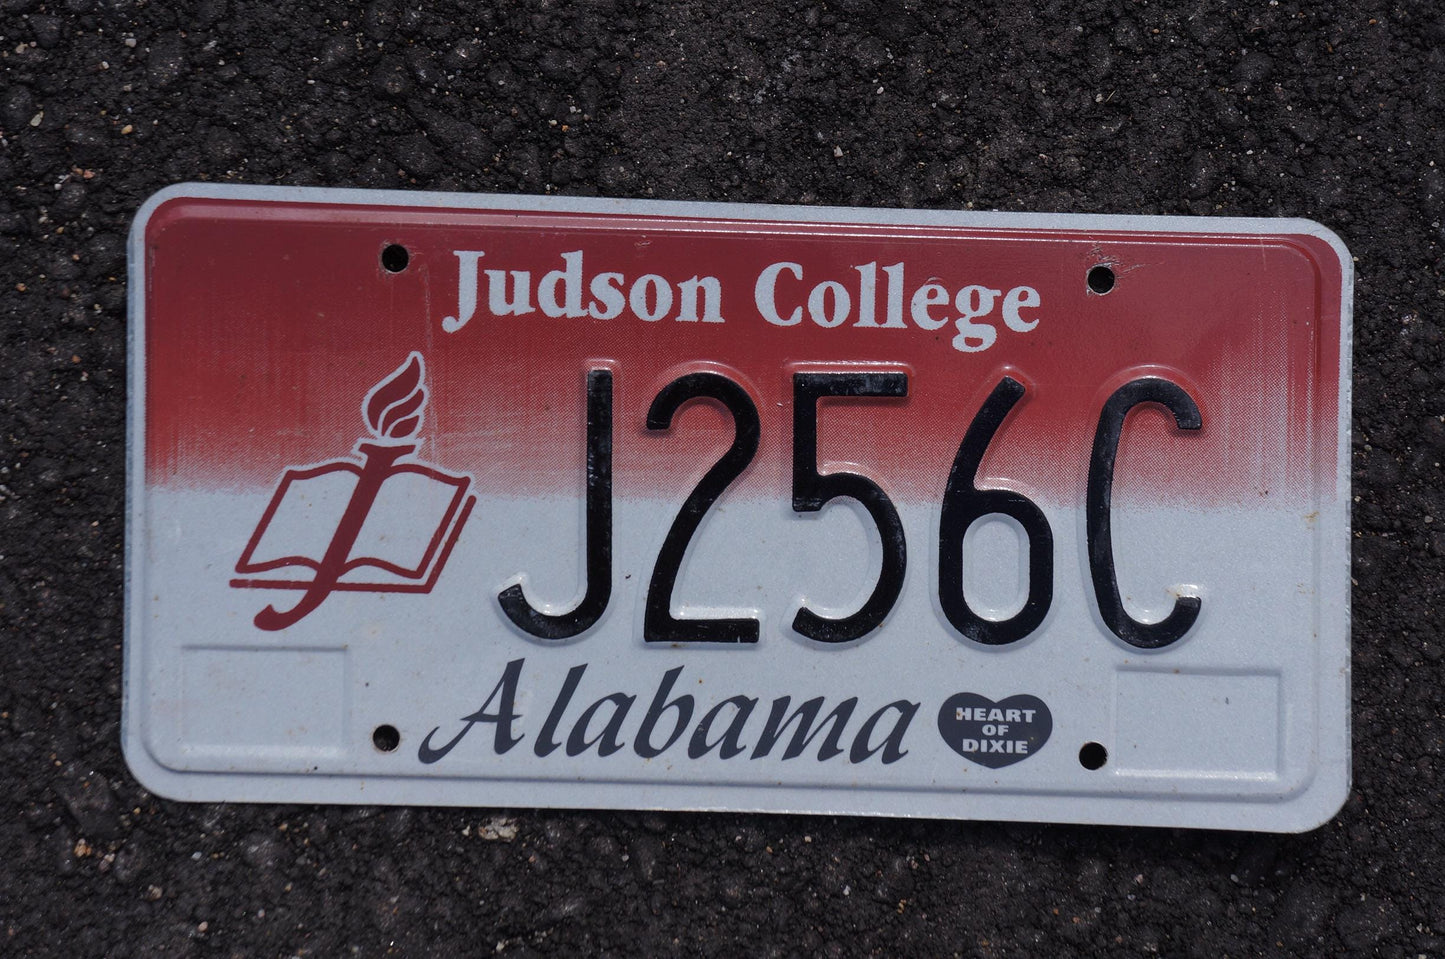 Judson College
J256C
Alabama
HEART
OF
DIXIE